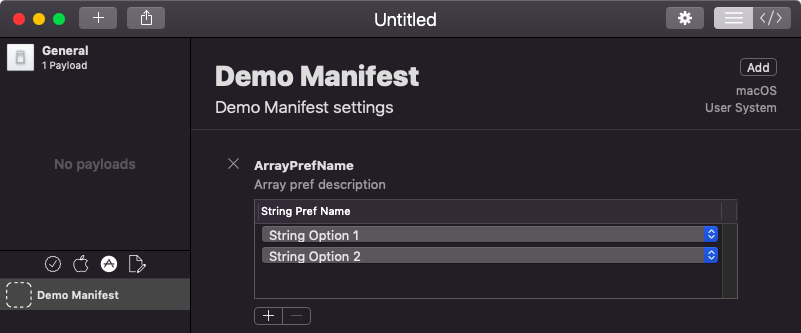 Untitled
General
1 Payload
No payloads
Demo Manifest
Demo Manifest
Add
Demo Manifest settings
macOS
User System
ArrayPrefName
Array pref description
String Pref Name
String Option 1
String Option 2